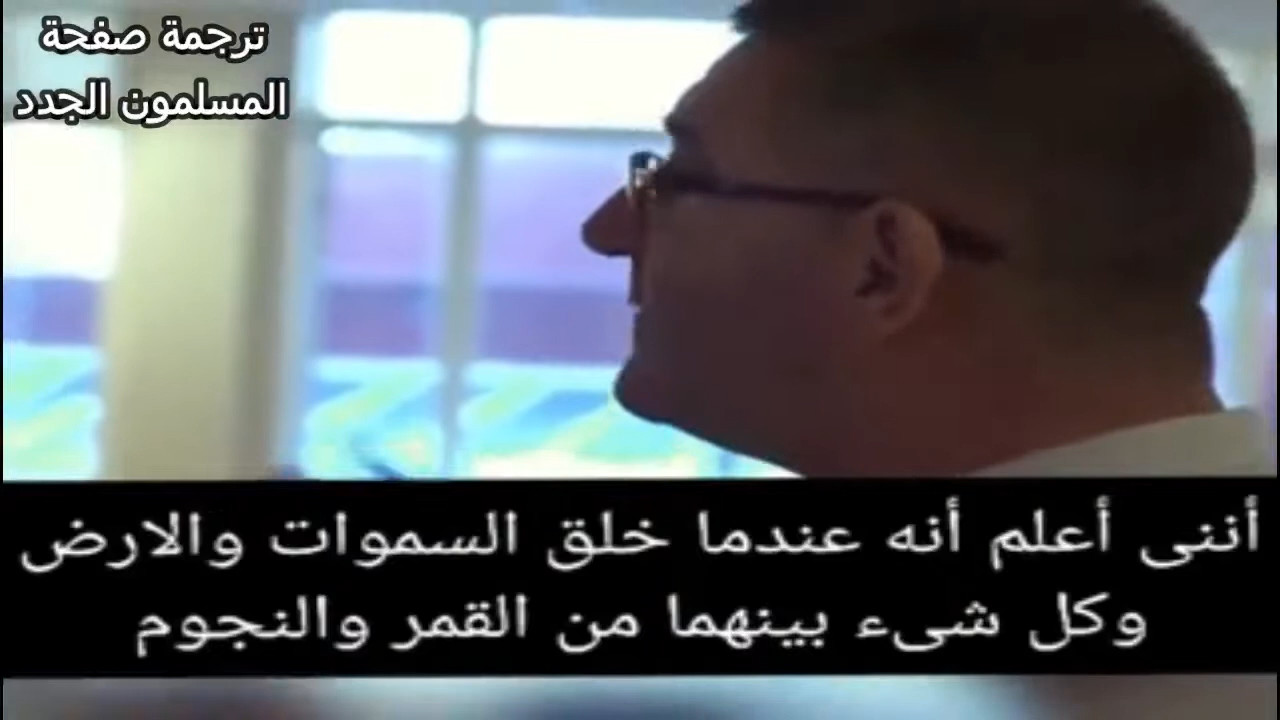 ترجمة صفحة
المسلمون الجدد
أننى أعلم أنه عندما خلق السموات والارض
وكل شىء بينهما من القمر والنجوم